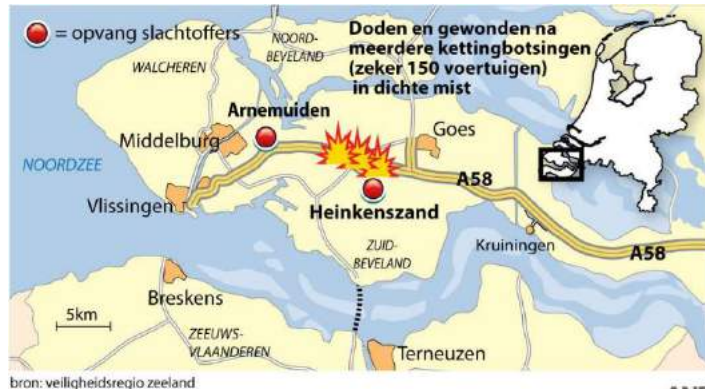 = opvang slachtoffers
NOORD-
BEVELAND
Doden en gewonden na
meerdere kettingbotsingen
(zeker 150 voertuigen)
in dichte mist
WALCHEREN
Arnemuiden
Middelburg
Goes
NOORDZEE
A58
Vlissingen
Heinkenszand
Kruiningen
ZUID-
BEVELAND
A58
Breskens
5km
ZEEUWS-
VLAANDEREN
Terneuzen
bron: veiligheidsregio zeeland